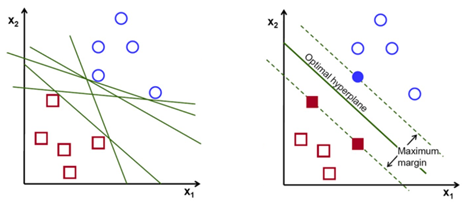 x2
x1
x2
Optimal hyperplane
Maximum
margin
x1